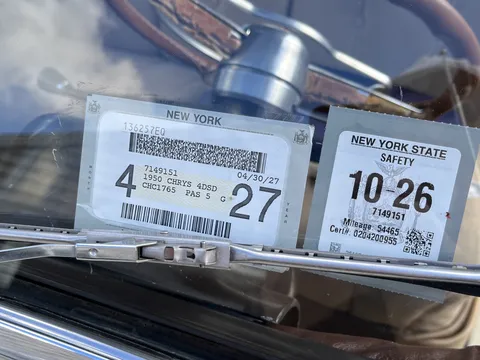 NEW YORK
136257EQ
7149151 04/30/27
1950 CHRYS 4DSD
CHC1765 PAS 5 G
4 27
NEW YORK STATE
SAFETY
10-26
7149151
Mileage 54465
Cert# 0204200955